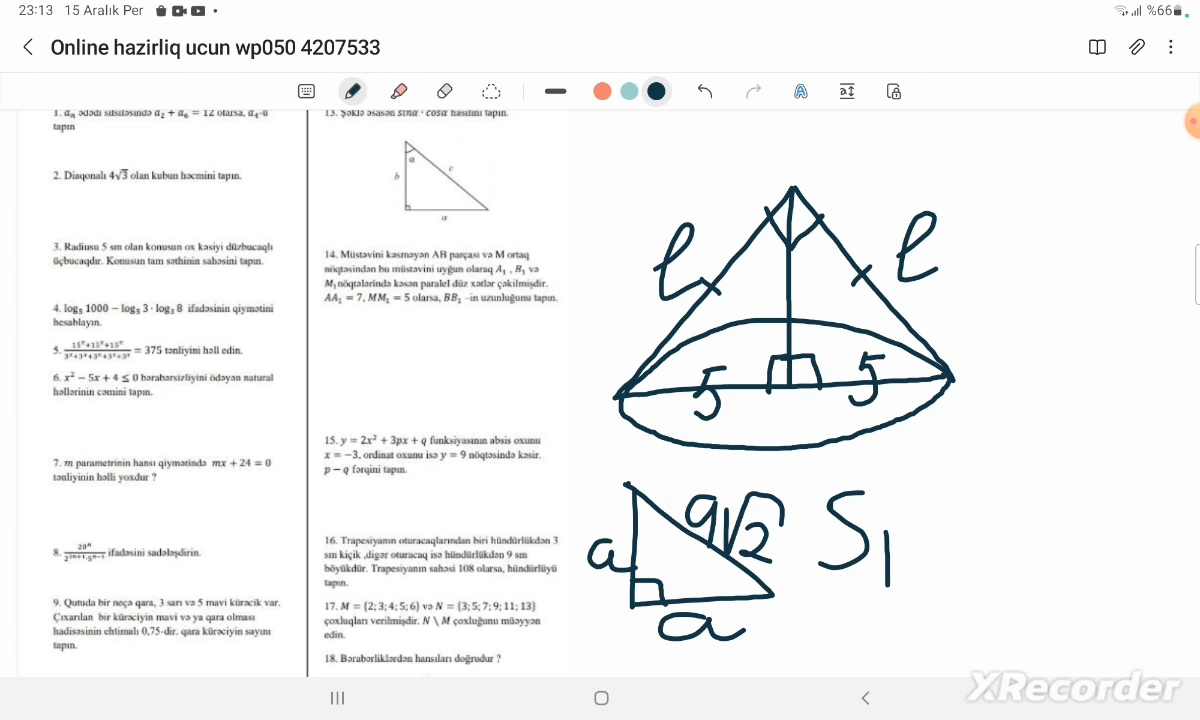 23:13 15 Aralık Per %66
Online hazirliq ucun wp050 4207533
1. aₙ ədədi silsiləsində a₂ + a₆ = 12 olarsa, a₄-ü
tapın
2. Diaqonalı 4√3 olan kubun həcmini tapın.
3. Radiusu 5 sm olan konusun ox kəsiyi düzbucaqlı
üçbucaqdır. Konusun tam səthinin sahəsini tapın.
4. log₅ 1000 − log₅ 3 · log₃ 8 ifadəsinin qiymətini
hesablayın.
5. (15ˣ+15ˣ+15ˣ)/(3ˣ+3ˣ+3ˣ+3ˣ+3ˣ) = 375 tənliyini həll edin.
6. x² − 5x + 4 ≤ 0 bərabərsizliyini ödəyən natural
həllərinin cəmini tapın.
7. m parametrinin hansı qiymətində mx + 24 = 0
tənliyinin həlli yoxdur ?
8. 20ⁿ/(2²ⁿ⁺¹·5ⁿ⁻¹) ifadəsini sadələşdirin.
9. Qutuda bir neçə qara, 3 sarı və 5 mavi kürəcik var.
Çıxarılan bir kürəciyin mavi və ya qara olması
hadisəsinin ehtimalı 0,75-dir. qara kürəciyin sayını
tapın.
13. Şəklə əsasən sinα · cosα hasilini tapın.
α
c
b
a
14. Müstəvini kəsməyən AB parçası və M ortaq
nöqtəsindən bu müstəvini uyğun olaraq A₁ , B₁ və
M₁ nöqtələrində kəsən paralel düz xətlər çəkilmişdir.
AA₁ = 7, MM₁ = 5 olarsa, BB₁ –in uzunluğunu tapın.
15. y = 2x² + 3px + q funksiyasının absis oxunu
x = −3, ordinat oxunu isə y = 9 nöqtəsində kəsir.
p − q fərqini tapın.
16. Trapesiyanın oturacaqlarından biri hündürlükdən 3
sm kiçik ,digər oturacaq isə hündürlükdən 9 sm
böyükdür. Trapesiyanın sahəsi 108 olarsa, hündürlüyü
tapın.
17. M = {2; 3; 4; 5; 6} və N = {3; 5; 7; 9; 11; 13}
çoxluqları verilmişdir. N \ M çoxluğunu müəyyən
edin.
18. Bərabərliklərdən hansıları doğrudur ?
l l
5 5
a a√2 S₁
a
XRecorder